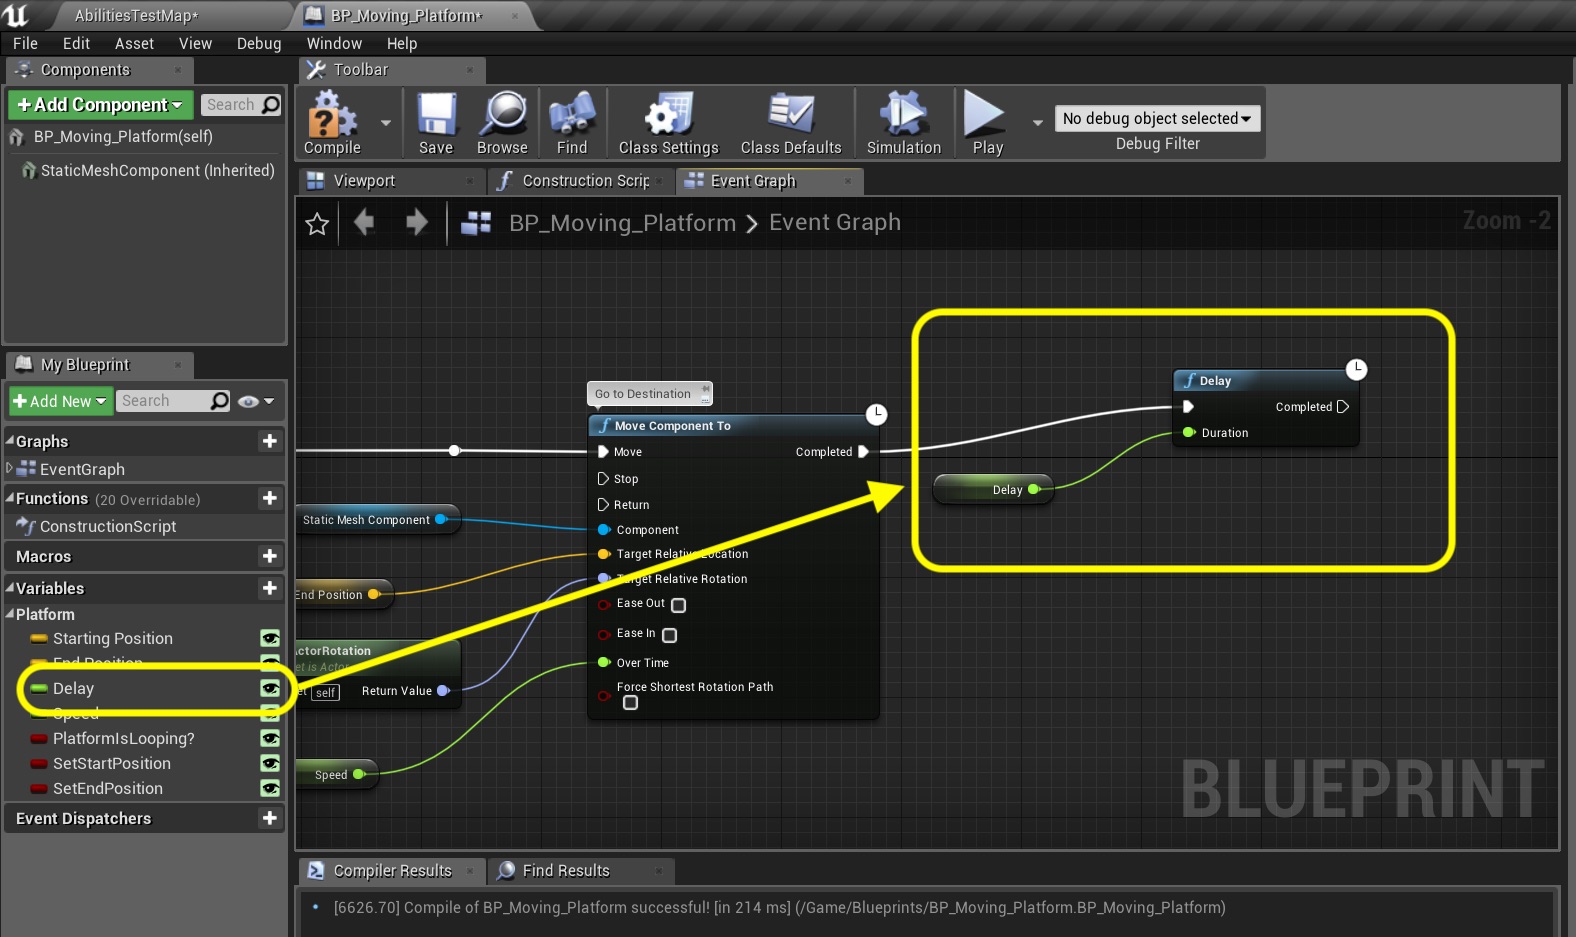 AbilitiesTestMap*
BP_Moving_Platform*
File Edit Asset View Debug Window Help
Components
Toolbar
Add Component
Search
BP_Moving_Platform(self)
StaticMeshComponent (Inherited)
Compile
Save
Browse
Find
Class Settings
Class Defaults
Simulation
Play
No debug object selected
Debug Filter
Viewport
Construction Scrip
Event Graph
BP_Moving_Platform > Event Graph
Zoom -2
My Blueprint
Add New
Search
Graphs
EventGraph
Functions (20 Overridable)
ConstructionScript
Macros
Variables
Platform
Starting Position
End Position
Delay
Speed
PlatformIsLooping?
SetStartPosition
SetEndPosition
Event Dispatchers
Go to Destination
Move Component To
Move
Completed
Stop
Return
Component
Target Relative Location
Target Relative Rotation
Ease Out
Ease In
Over Time
Force Shortest Rotation Path
Static Mesh Component
End Position
ActorRotation
et is Actor
et self
Return Value
Speed
Delay
Completed
Duration
Delay
BLUEPRINT
Compiler Results
Find Results
[6626.70] Compile of BP_Moving_Platform successful! [in 214 ms] (/Game/Blueprints/BP_Moving_Platform.BP_Moving_Platform)